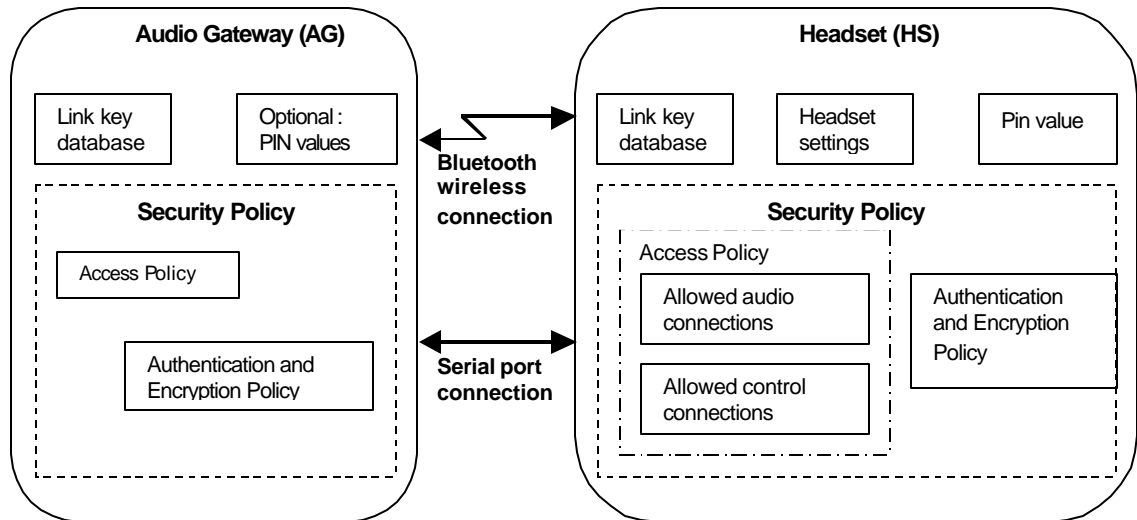 Audio Gateway (AG)
Link key
database
Optional :
PIN values
Security Policy
Access Policy
Authentication and
Encryption Policy
Bluetooth
wireless
connection
Serial port
connection
Headset (HS)
Link key
database
Headset
settings
Pin value
Security Policy
Access Policy
Allowed audio
connections
Allowed control
connections
Authentication
and Encryption
Policy